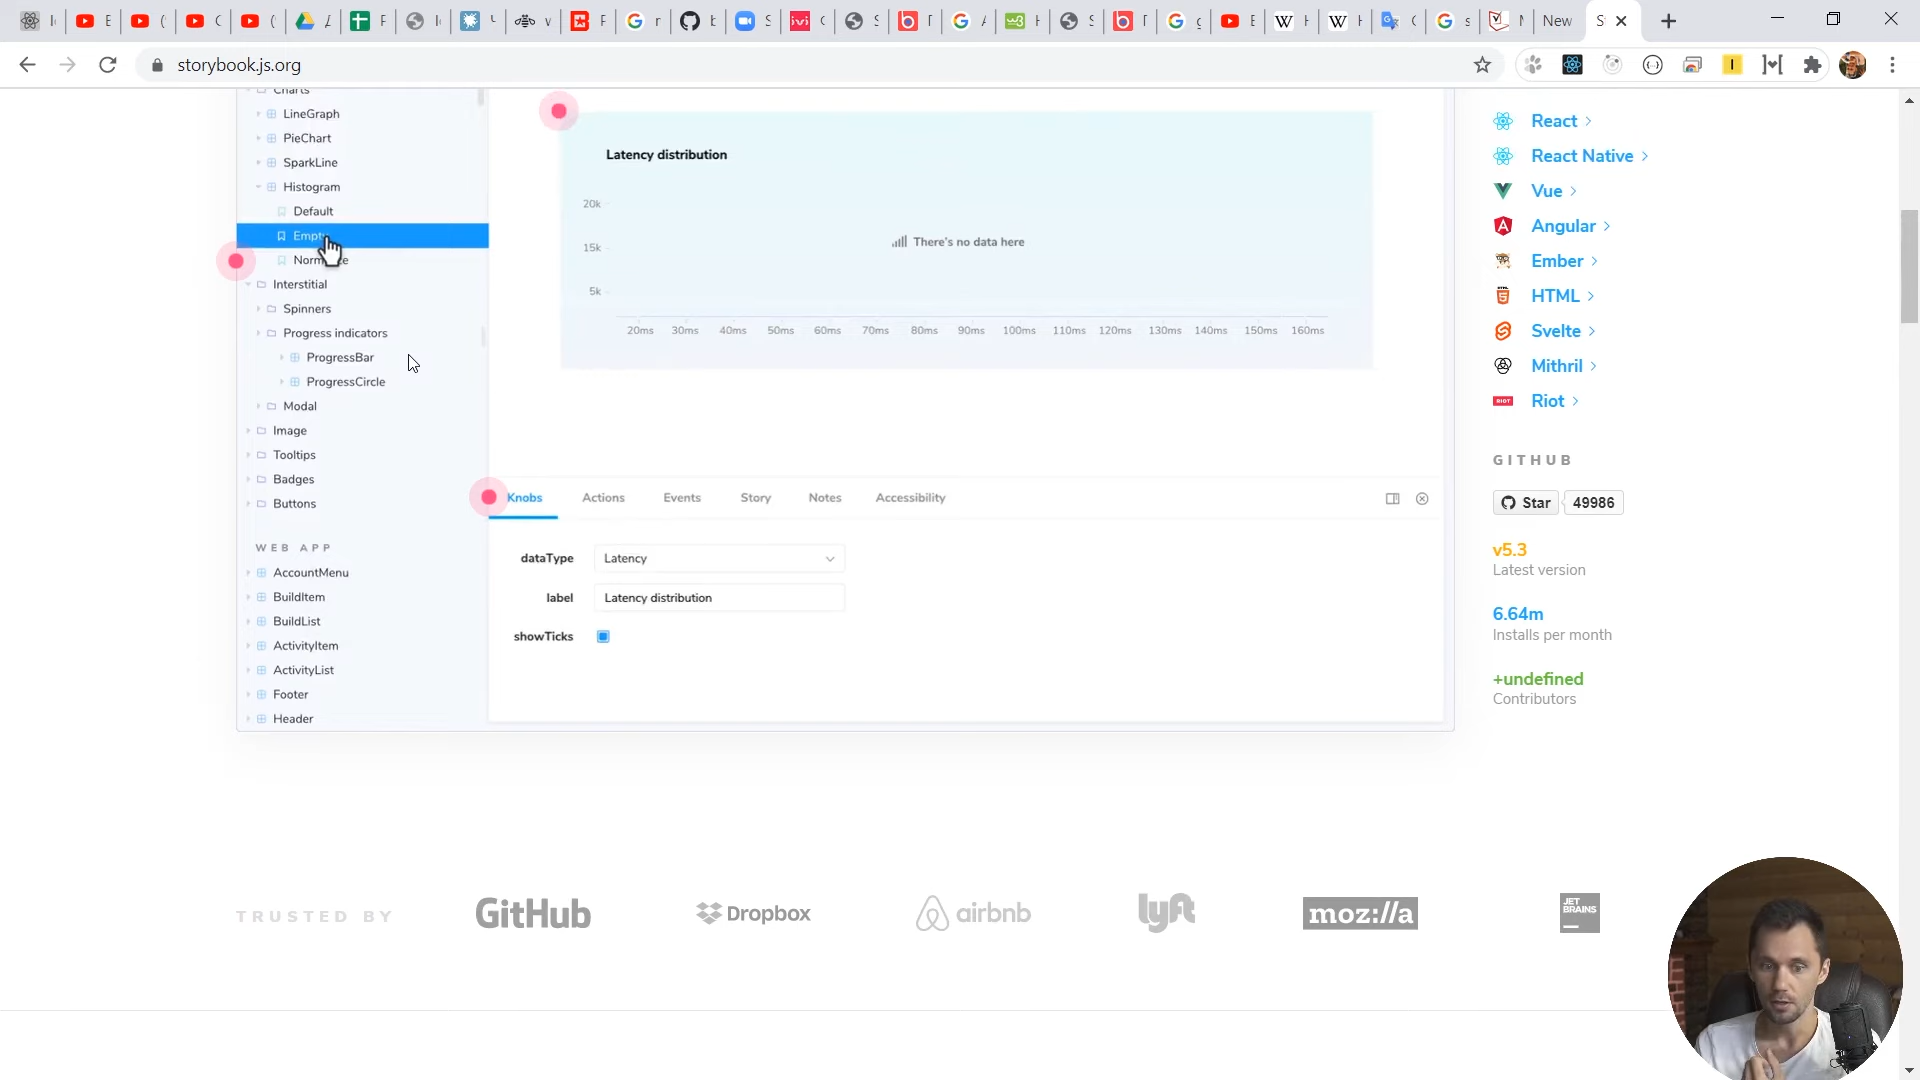 New
storybook.js.org
Charts
LineGraph
PieChart
SparkLine
Histogram
Default
Empty
Interstitial
Spinners
Progress indicators
ProgressBar
ProgressCircle
Modal
Image
Tooltips
Badges
Buttons
WEB APP
AccountMenu
BuildItem
BuildList
ActivityItem
ActivityList
Footer
Header
Latency distribution
20k
15k
5k
There's no data here
20ms 30ms 40ms 50ms 60ms 70ms 80ms 90ms 100ms 110ms 120ms 130ms 140ms 150ms 160ms
Knobs Actions Events Story Notes Accessibility
dataType Latency
label Latency distribution
showTicks
React
React Native
Vue
Angular
Ember
HTML
Svelte
Mithril
Riot
GITHUB
Star 49986
v5.3
Latest version
6.64m
Installs per month
+undefined
Contributors
TRUSTED BY GitHub Dropbox airbnb lyft moz://a JET BRAINS